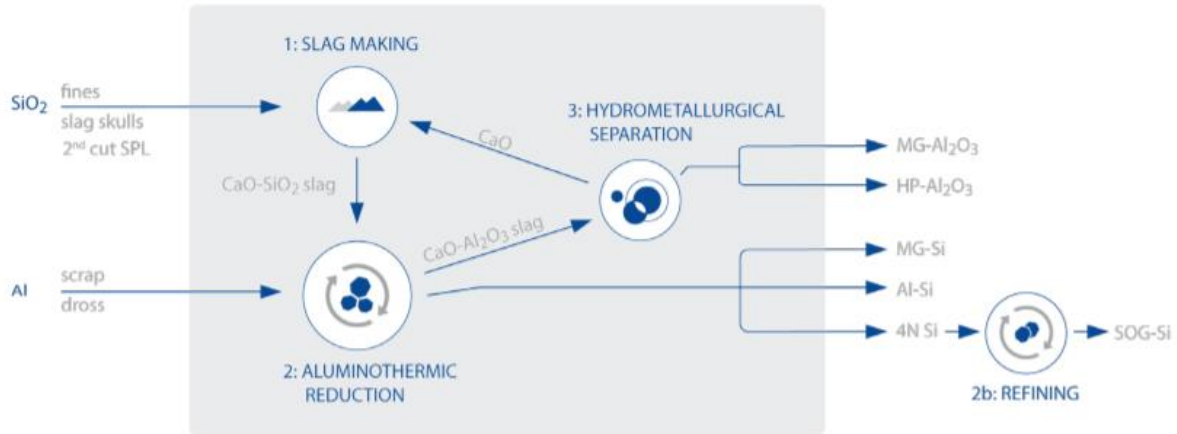 1: SLAG MAKING
SiO₂
fines
slag skulls
2nd cut SPL
CaO
3: HYDROMETALLURGICAL
SEPARATION
MG-Al₂O₃
HP-Al₂O₃
CaO-SiO₂ slag
CaO-Al₂O₃ slag
Al
scrap
dross
MG-Si
Al-Si
4N Si
SOG-Si
2: ALUMINOTHERMIC
REDUCTION
2b: REFINING